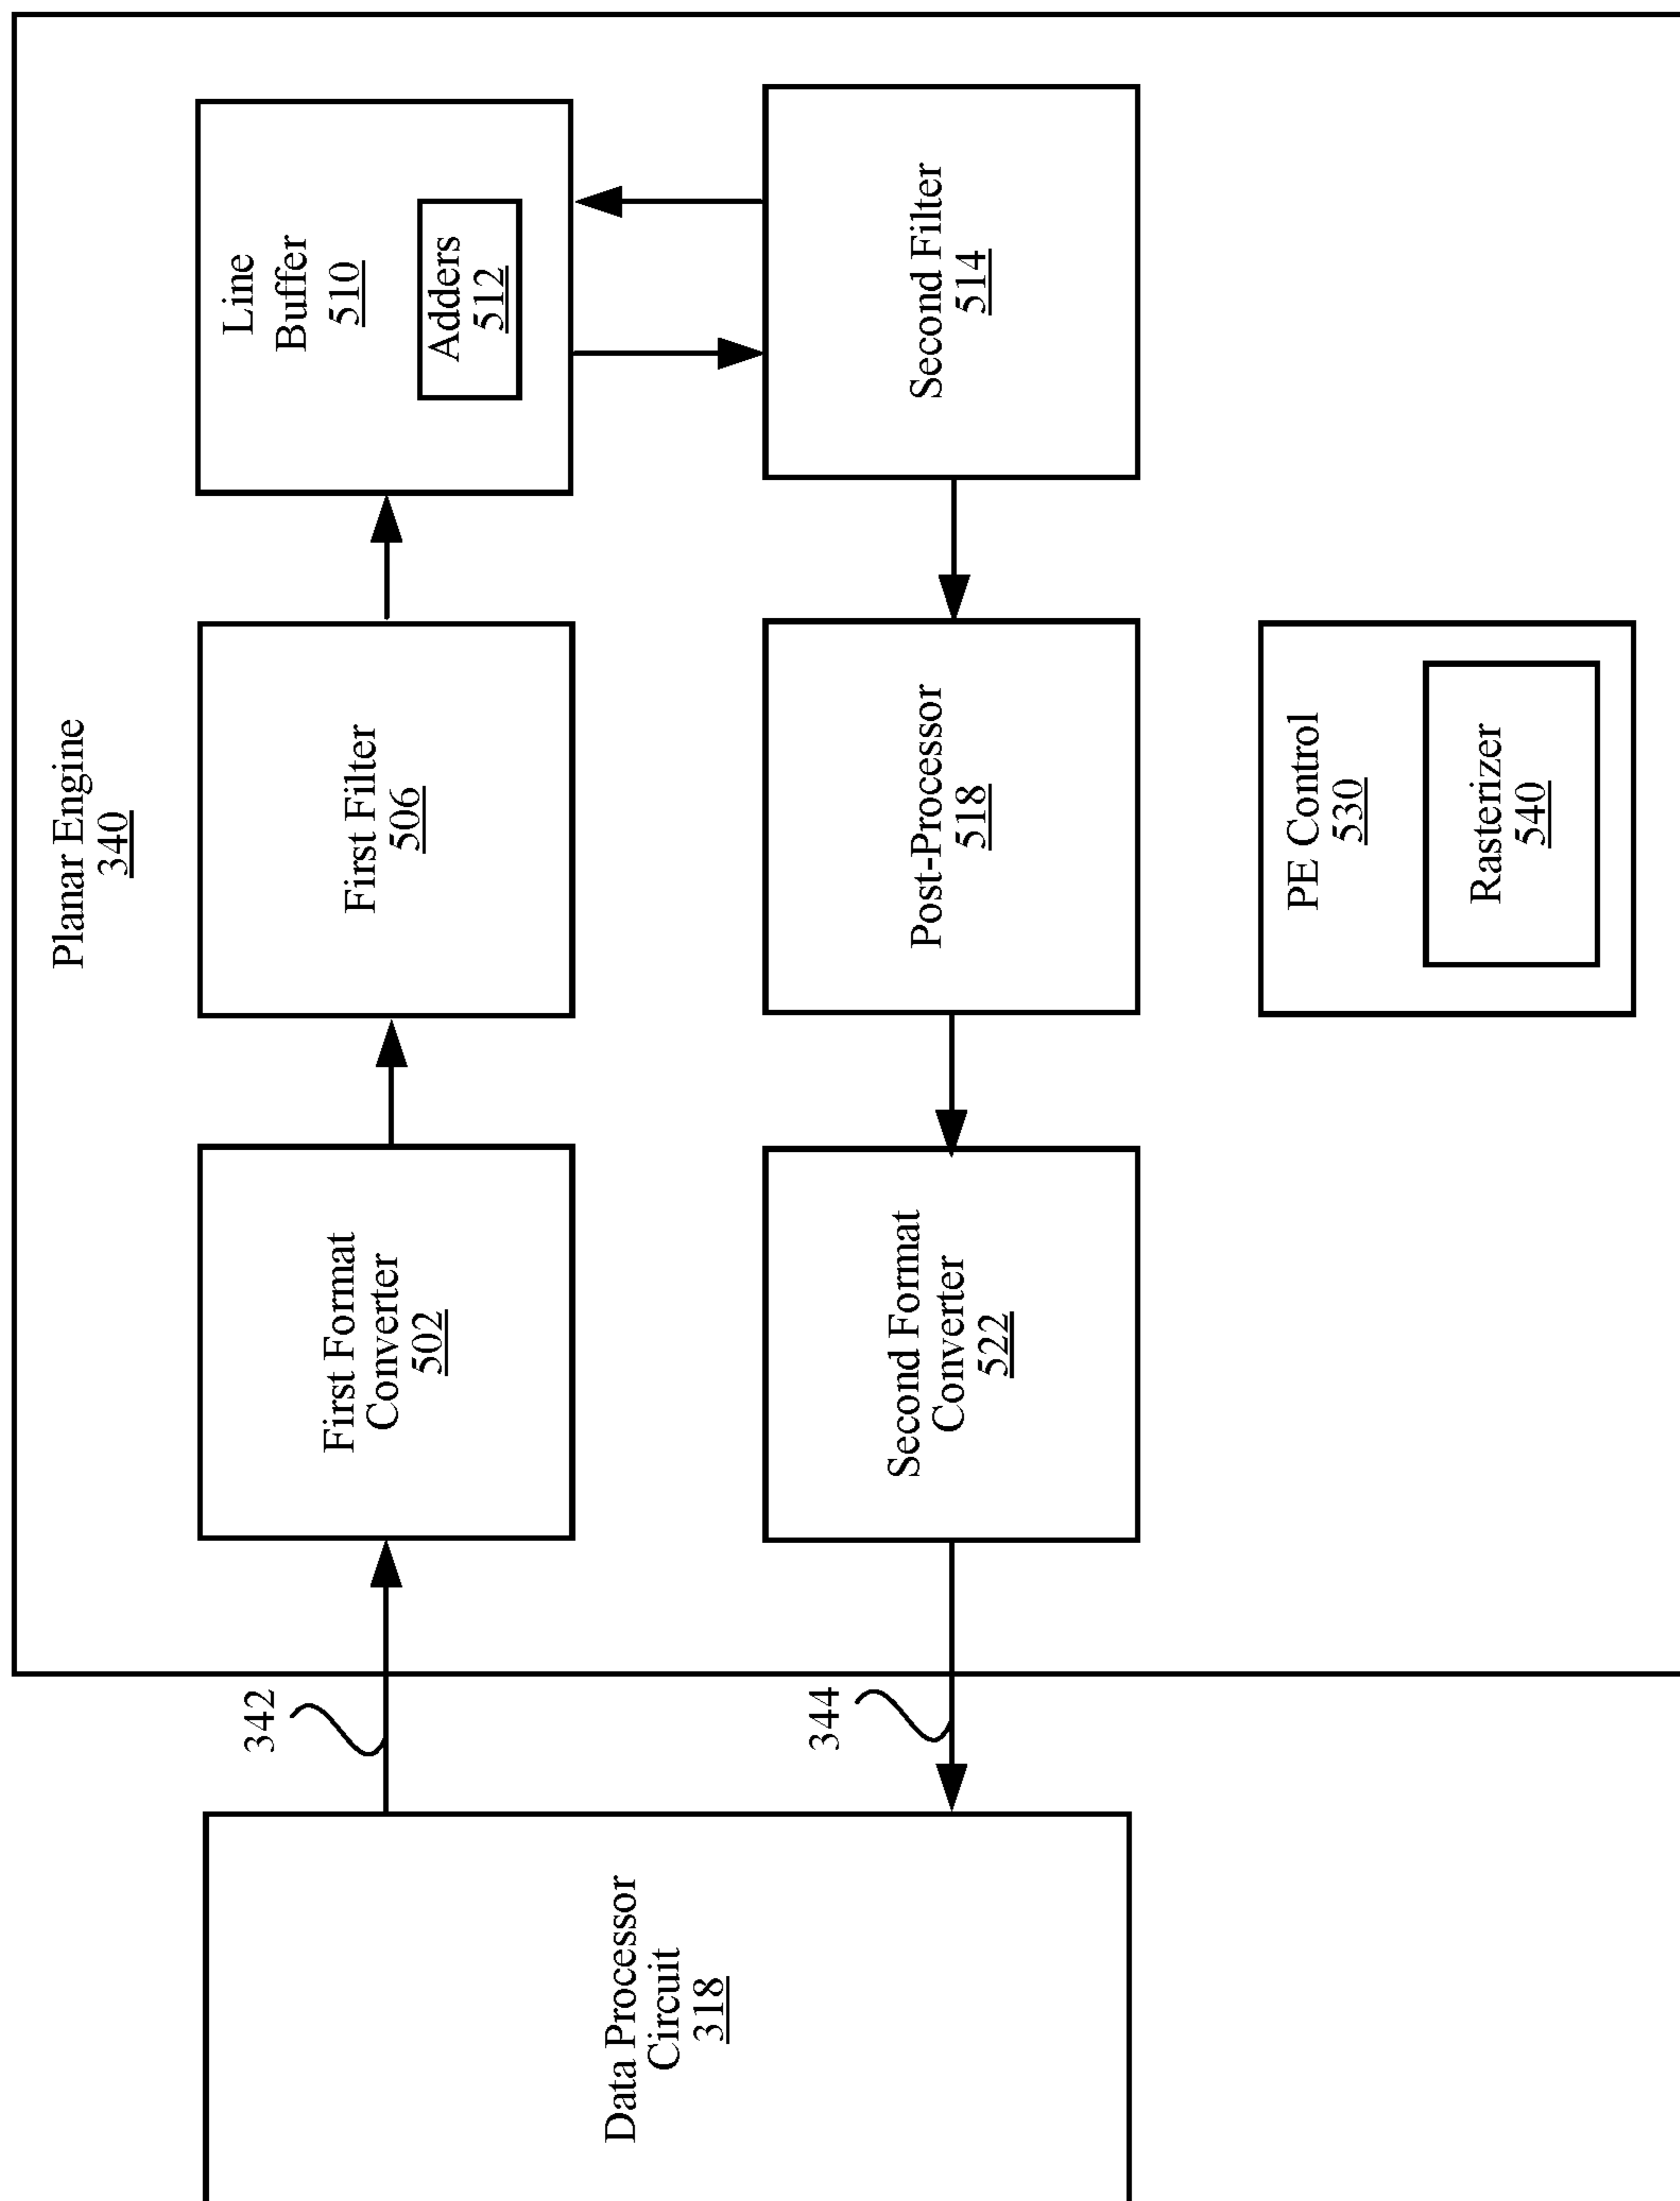 Planar Engine
340
First Format
Converter
502
First Filter
506
Line
Buffer
510
Adders
512
Second Format
Converter
522
Post-Processor
518
Second Filter
514
PE Control
530
Rasterizer
540
342
344
Data Processor
Circuit
318